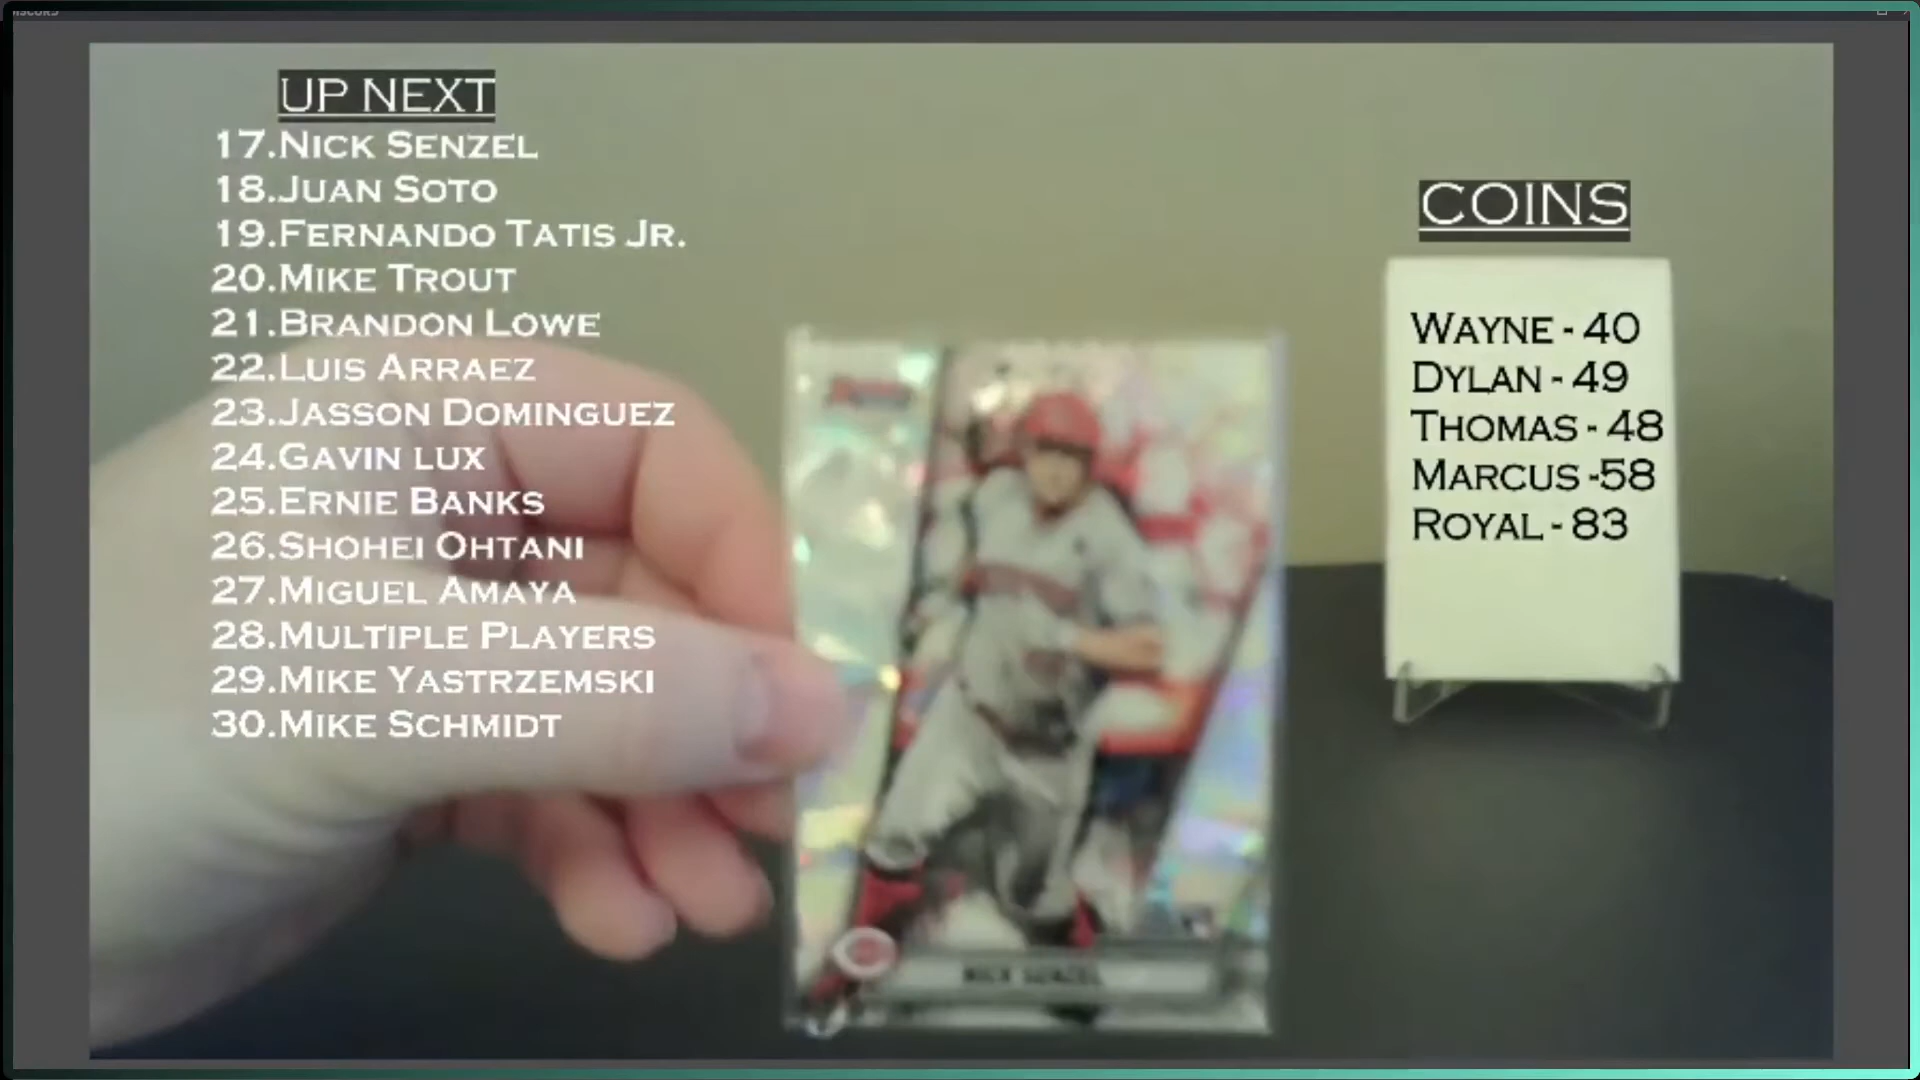 UP NEXT
17.NICK SENZEL
18.JUAN SOTO
19.FERNANDO TATIS JR.
20.MIKE TROUT
21.BRANDON LOWE
22.LUIS ARRAEZ
23.JASSON DOMINGUEZ
24.GAVIN LUX
25.ERNIE BANKS
26.SHOHEI OHTANI
27.MIGUEL AMAYA
28.MULTIPLE PLAYERS
29.MIKE YASTRZEMSKI
30.MIKE SCHMIDT
COINS
WAYNE - 40
DYLAN - 49
THOMAS - 48
MARCUS -58
ROYAL - 83
NICK SENZEL